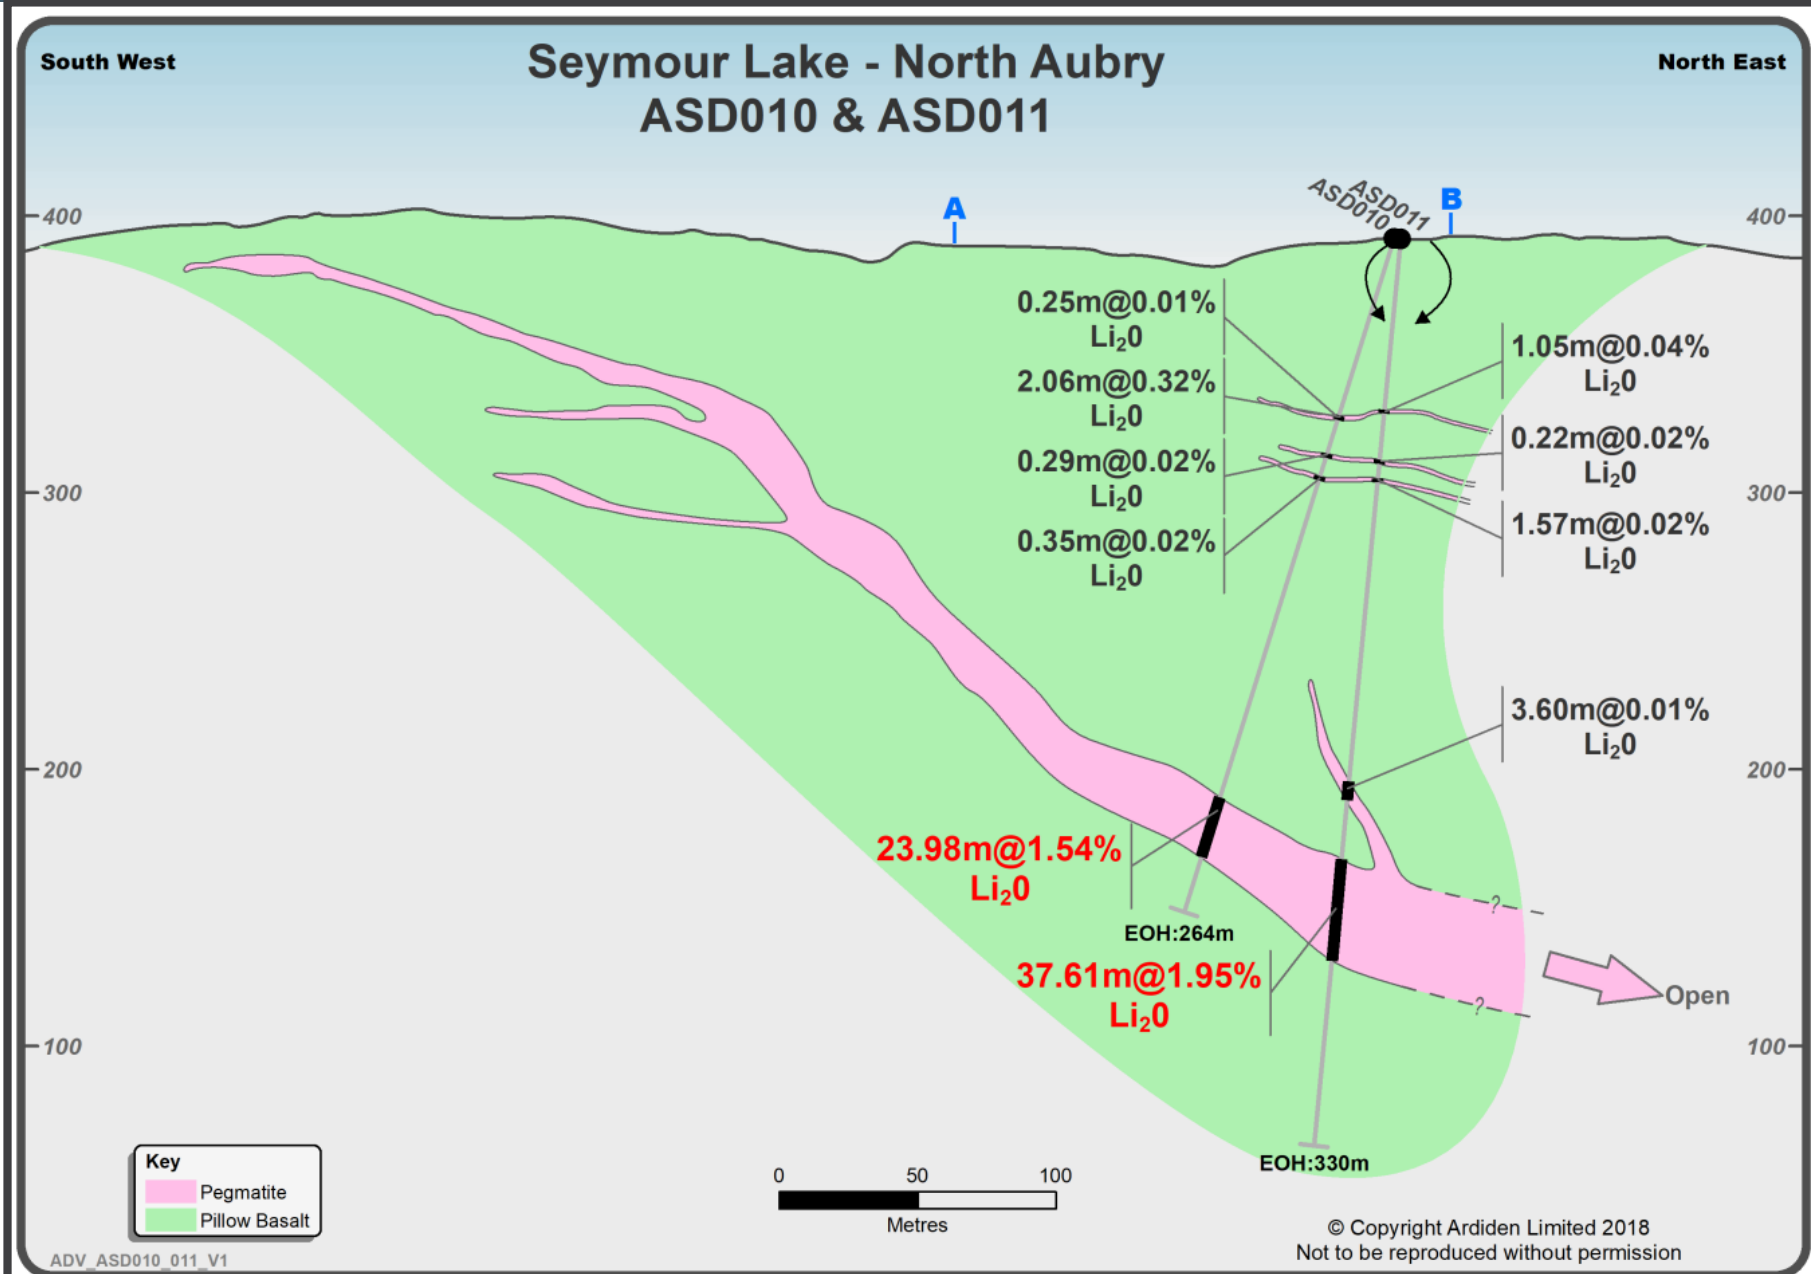 South West
Seymour Lake - North Aubry
ASD010 & ASD011
North East
400
400
A
ASD010
ASD011
B
0.25m@0.01%
Li₂0
2.06m@0.32%
Li₂0
0.29m@0.02%
Li₂0
0.35m@0.02%
Li₂0
1.05m@0.04%
Li₂0
0.22m@0.02%
Li₂0
1.57m@0.02%
Li₂0
300
300
3.60m@0.01%
Li₂0
200
200
23.98m@1.54%
Li₂0
EOH:264m
37.61m@1.95%
Li₂0
?
?
Open
100
100
EOH:330m
Key
Pegmatite
Pillow Basalt
0 50 100
Metres
© Copyright Ardiden Limited 2018
Not to be reproduced without permission
ADV_ASD010_011_V1